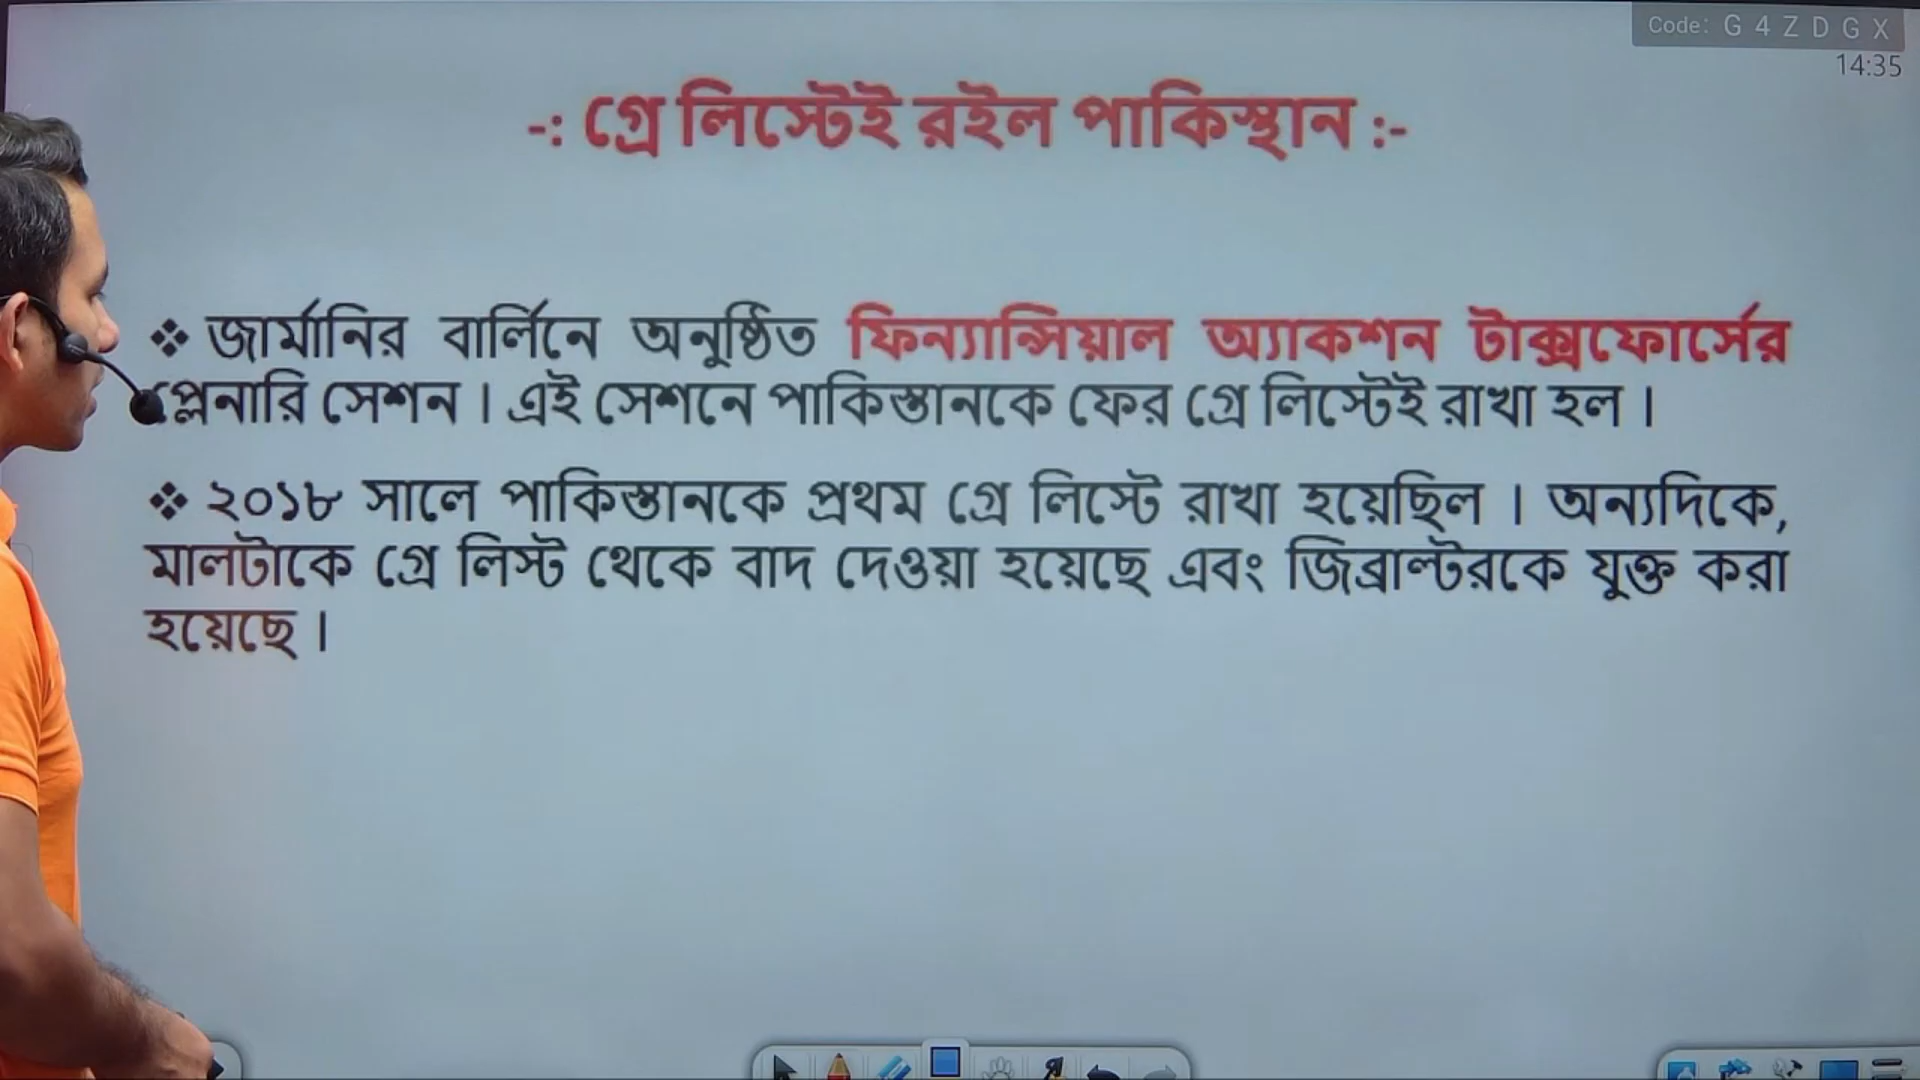 Code: G 4 Z D G X
14:35
-: গ্রে লিস্টেই রইল পাকিস্থান :-
❖ জার্মানির বার্লিনে অনুষ্ঠিত ফিন্যান্সিয়াল অ্যাকশন টাক্সফোর্সের
প্লেনারি সেশন । এই সেশনে পাকিস্তানকে ফের গ্রে লিস্টেই রাখা হল ।
❖ ২০১৮ সালে পাকিস্তানকে প্রথম গ্রে লিস্টে রাখা হয়েছিল । অন্যদিকে,
মালটাকে গ্রে লিস্ট থেকে বাদ দেওয়া হয়েছে এবং জিব্রাল্টরকে যুক্ত করা
হয়েছে ।